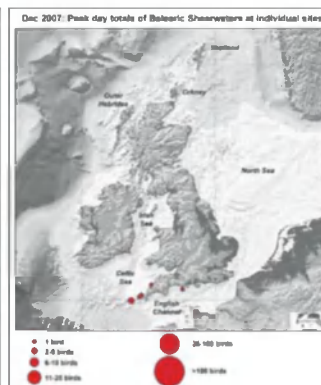 Dec 2007: Peak day totals of Balearic Shearwaters at individual sites
Shetland
Orkney
Outer
Hebrides
North Sea
Irish
Sea
Celtic
Sea
English
Channel
1 bird
2-5 birds
6-10 birds
11-25 birds
26-100 birds
>100 birds